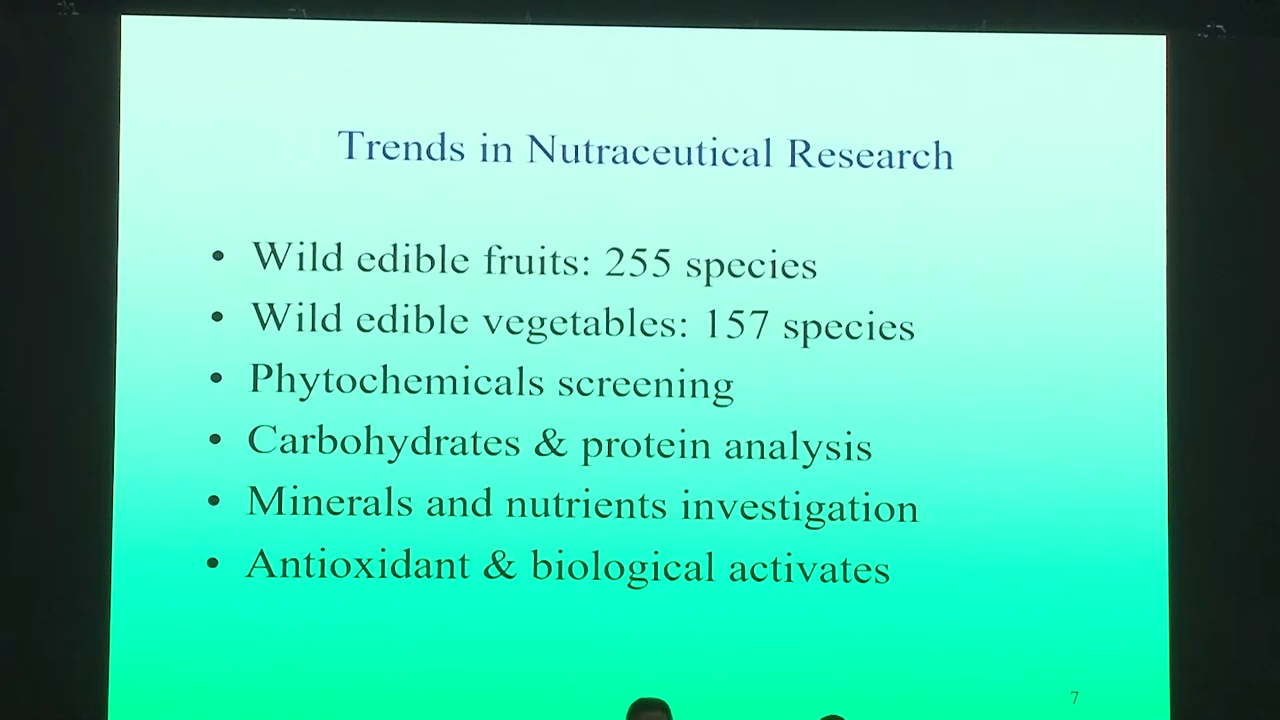 Trends in Nutraceutical Research
• Wild edible fruits: 255 species
• Wild edible vegetables: 157 species
• Phytochemicals screening
• Carbohydrates & protein analysis
• Minerals and nutrients investigation
• Antioxidant & biological activates
7